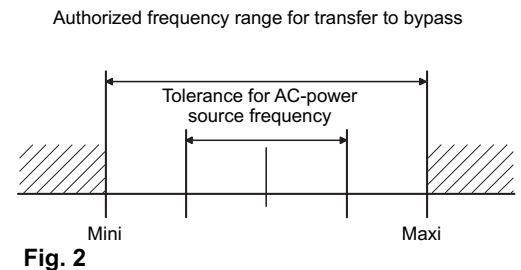 Authorized frequency range for transfer to bypass
Tolerance for AC-power
source frequency
Mini
Maxi
Fig. 2